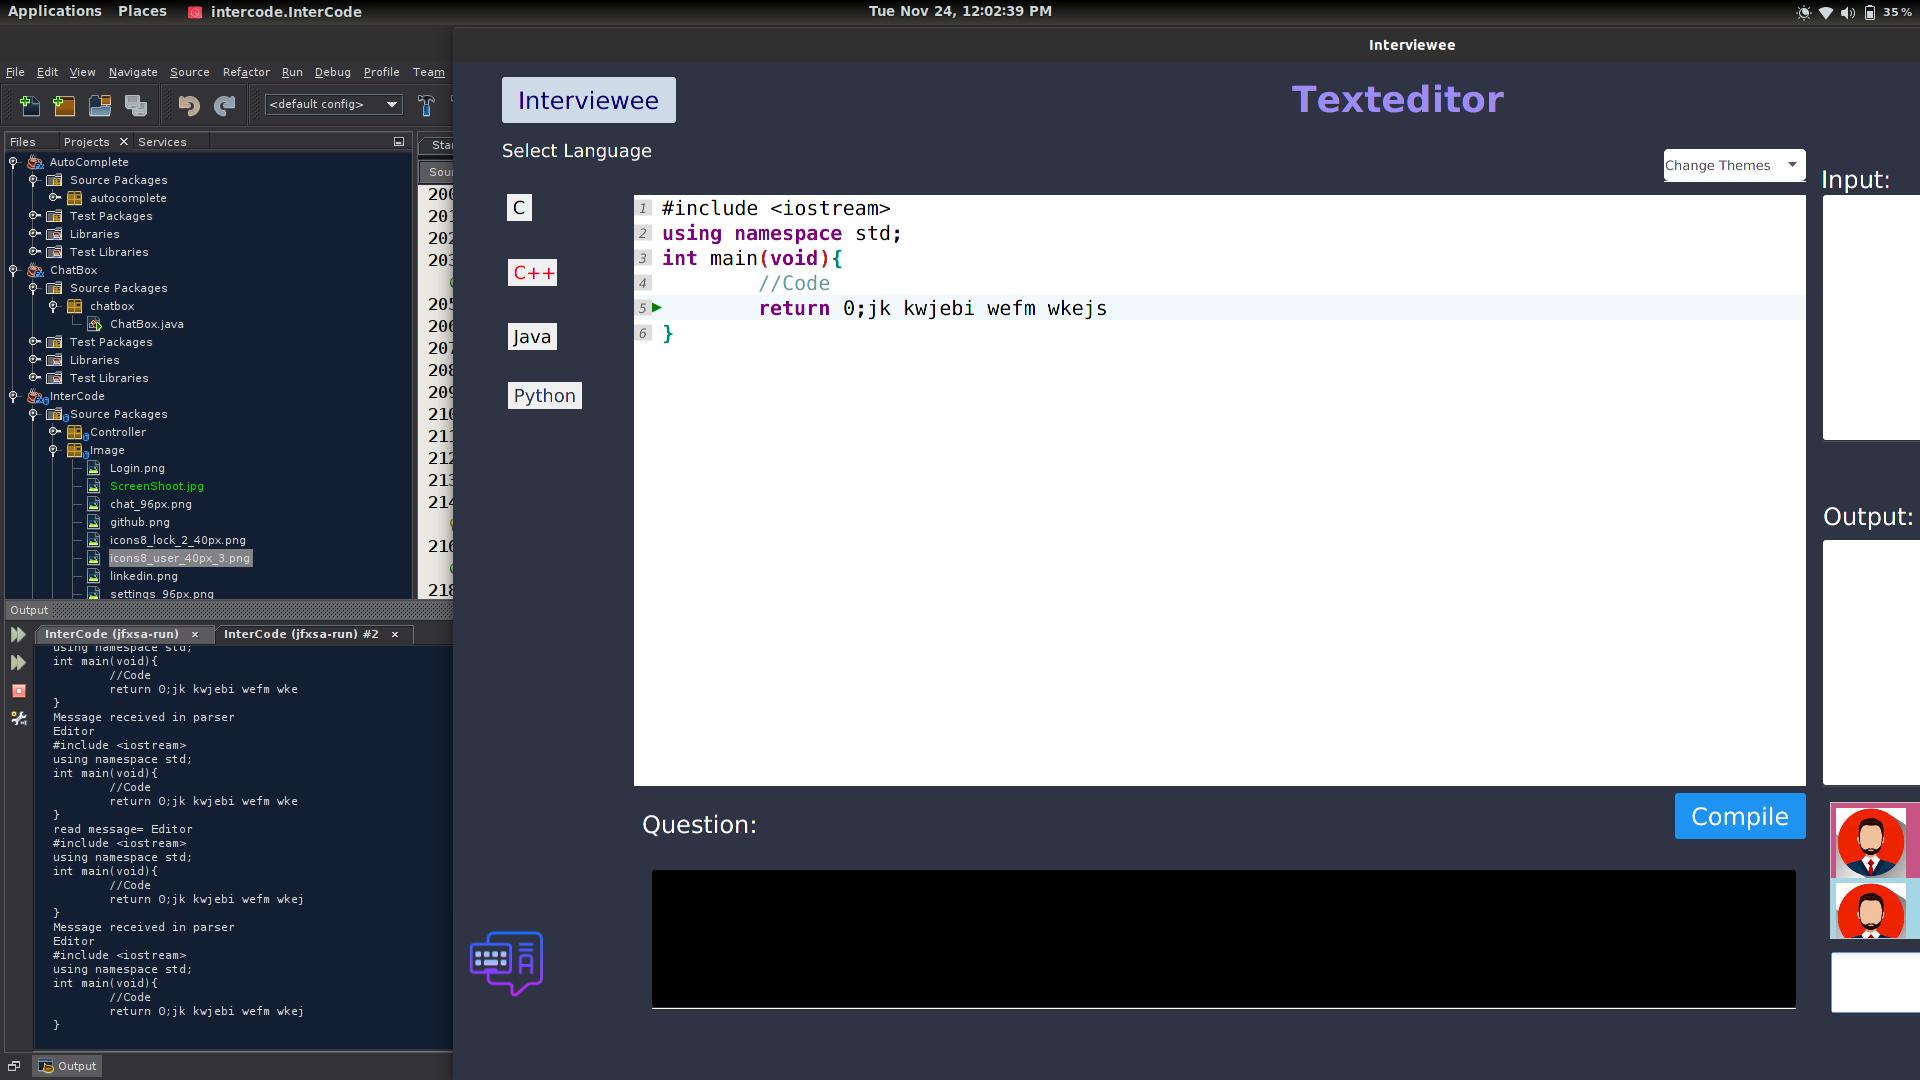 Applications Places intercode.InterCode Tue Nov 24, 12:02:39 PM 35%
Interviewee
File Edit View Navigate Source Refactor Run Debug Profile Team
<default config>
Files Projects Services
AutoComplete
Source Packages
autocomplete
Test Packages
Libraries
Test Libraries
ChatBox
Source Packages
chatbox
ChatBox.java
Test Packages
Libraries
Test Libraries
InterCode
Source Packages
Controller
Image
Login.png
ScreenShoot.jpg
chat_96px.png
github.png
icons8_lock_2_40px.png
icons8_user_40px_3.png
linkedin.png
settings_96px.png
Star
Sour
200
201
202
203
205
206
207
208
209
210
211
212
213
214
216
218
Output
InterCode (jfxsa-run) InterCode (jfxsa-run) #2
using namespace std;
int main(void){
//Code
return 0;jk kwjebi wefm wke
}
Message received in parser
Editor
#include <iostream>
using namespace std;
int main(void){
//Code
return 0;jk kwjebi wefm wke
}
read message= Editor
#include <iostream>
using namespace std;
int main(void){
//Code
return 0;jk kwjebi wefm wkej
}
Message received in parser
Editor
#include <iostream>
using namespace std;
int main(void){
//Code
return 0;jk kwjebi wefm wkej
}
Output
Interviewee
Texteditor
Select Language
Change Themes
C
C++
Java
Python
1 #include <iostream>
2 using namespace std;
3 int main(void){
4 //Code
5 return 0;jk kwjebi wefm wkejs
6 }
Input:
Output:
Question:
Compile